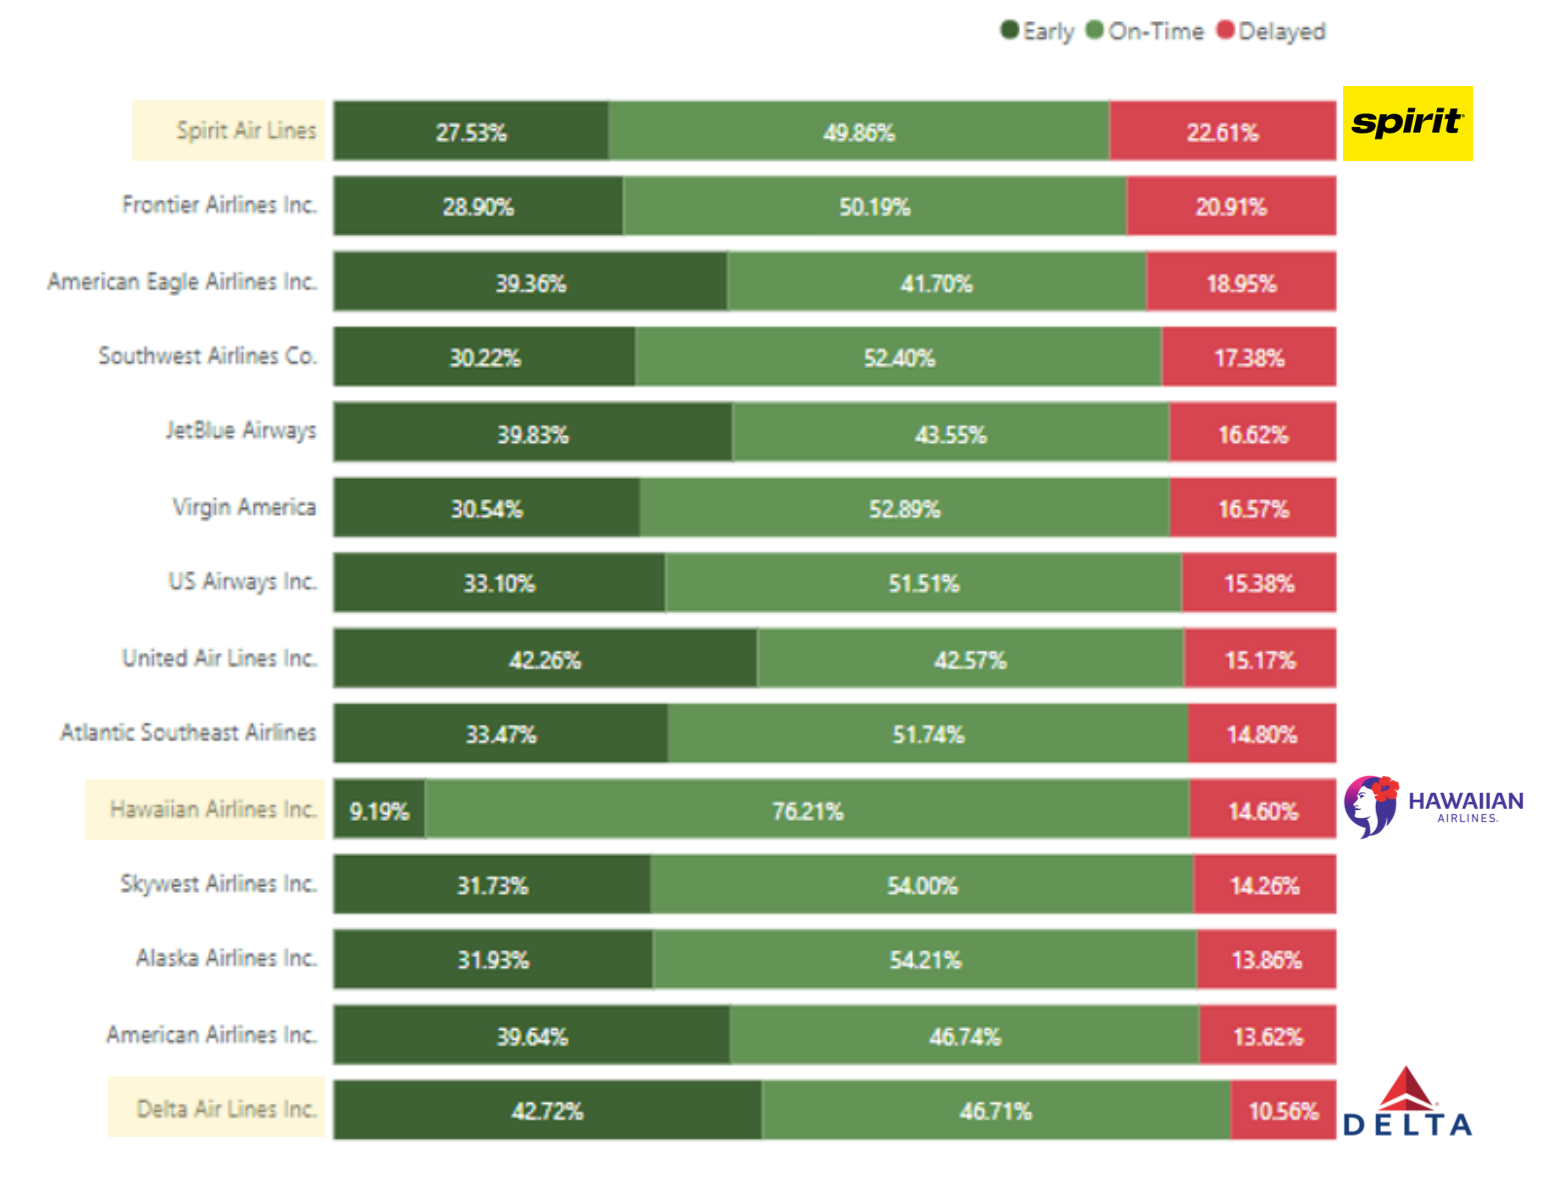 Early On-Time Delayed
Spirit Air Lines 27.53% 49.86% 22.61% spirit
Frontier Airlines Inc. 28.90% 50.19% 20.91%
American Eagle Airlines Inc. 39.36% 41.70% 18.95%
Southwest Airlines Co. 30.22% 52.40% 17.38%
JetBlue Airways 39.83% 43.55% 16.62%
Virgin America 30.54% 52.89% 16.57%
US Airways Inc. 33.10% 51.51% 15.38%
United Air Lines Inc. 42.26% 42.57% 15.17%
Atlantic Southeast Airlines 33.47% 51.74% 14.80%
Hawaiian Airlines Inc. 9.19% 76.21% 14.60% HAWAIIAN
AIRLINES.
Skywest Airlines Inc. 31.73% 54.00% 14.26%
Alaska Airlines Inc. 31.93% 54.21% 13.86%
American Airlines Inc. 39.64% 46.74% 13.62%
Delta Air Lines Inc. 42.72% 46.71% 10.56% DELTA